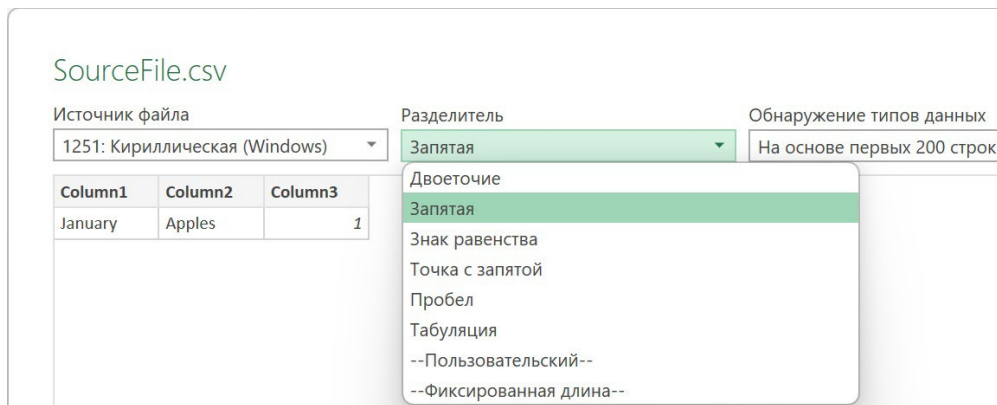 SourceFile.csv
Источник файла Разделитель Обнаружение типов данных
1251: Кириллическая (Windows) Запятая На основе первых 200 строк
Column1 Column2 Column3
January Apples 1
Двоеточие
Запятая
Знак равенства
Точка с запятой
Пробел
Табуляция
--Пользовательский--
--Фиксированная длина--